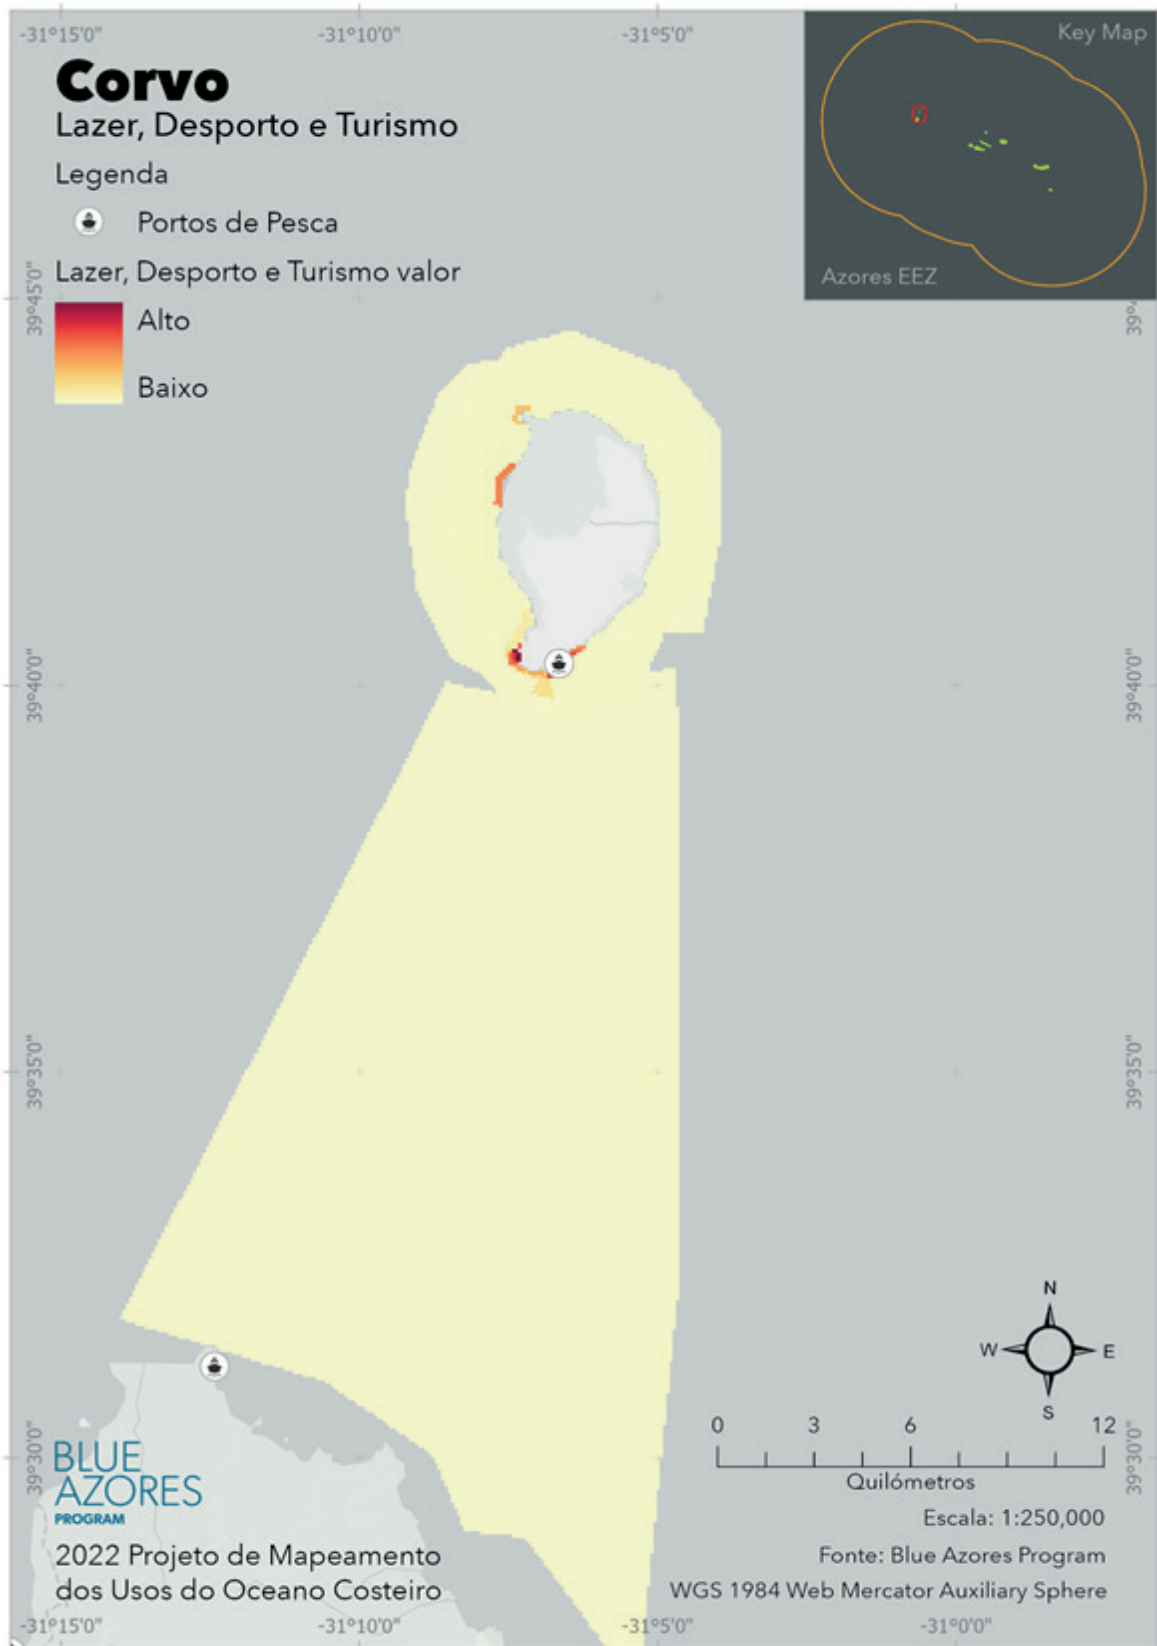 -31°15'0" -31°10'0" -31°5'0"
Key Map
Azores EEZ
Corvo
Lazer, Desporto e Turismo
Legenda
Portos de Pesca
Lazer, Desporto e Turismo valor
Alto
Baixo
39°45'0"
39°40'0" 39°40'0"
39°35'0" 39°35'0"
39°30'0" 39°30'0"
N
W E
S
0 3 6 12
Quilómetros
Escala: 1:250,000
Fonte: Blue Azores Program
WGS 1984 Web Mercator Auxiliary Sphere
BLUE
AZORES
PROGRAM
2022 Projeto de Mapeamento
dos Usos do Oceano Costeiro
-31°15'0" -31°10'0" -31°5'0" -31°0'0"